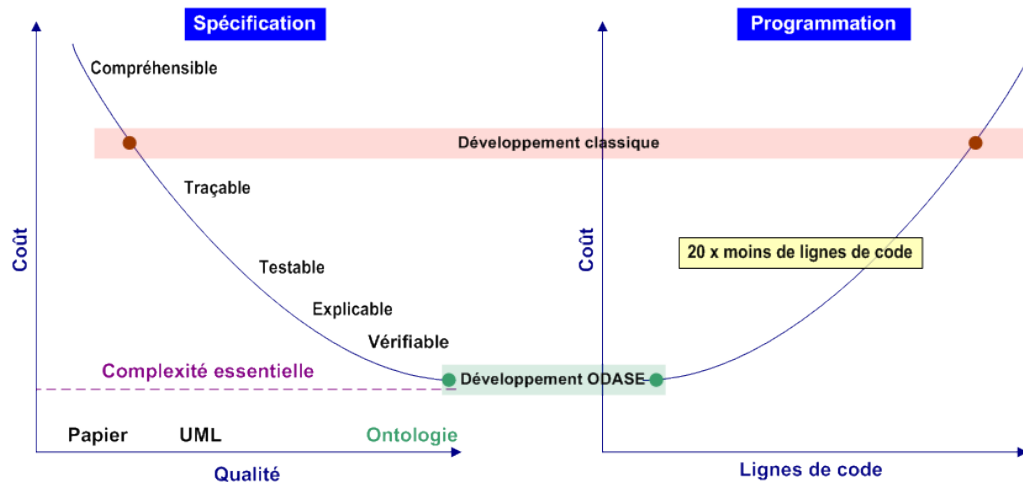 Spécification
Programmation
Compréhensible
Développement classique
Traçable
Coût
Coût
20 x moins de lignes de code
Testable
Explicable
Vérifiable
Complexité essentielle
Développement ODASE
Papier
UML
Ontologie
Qualité
Lignes de code